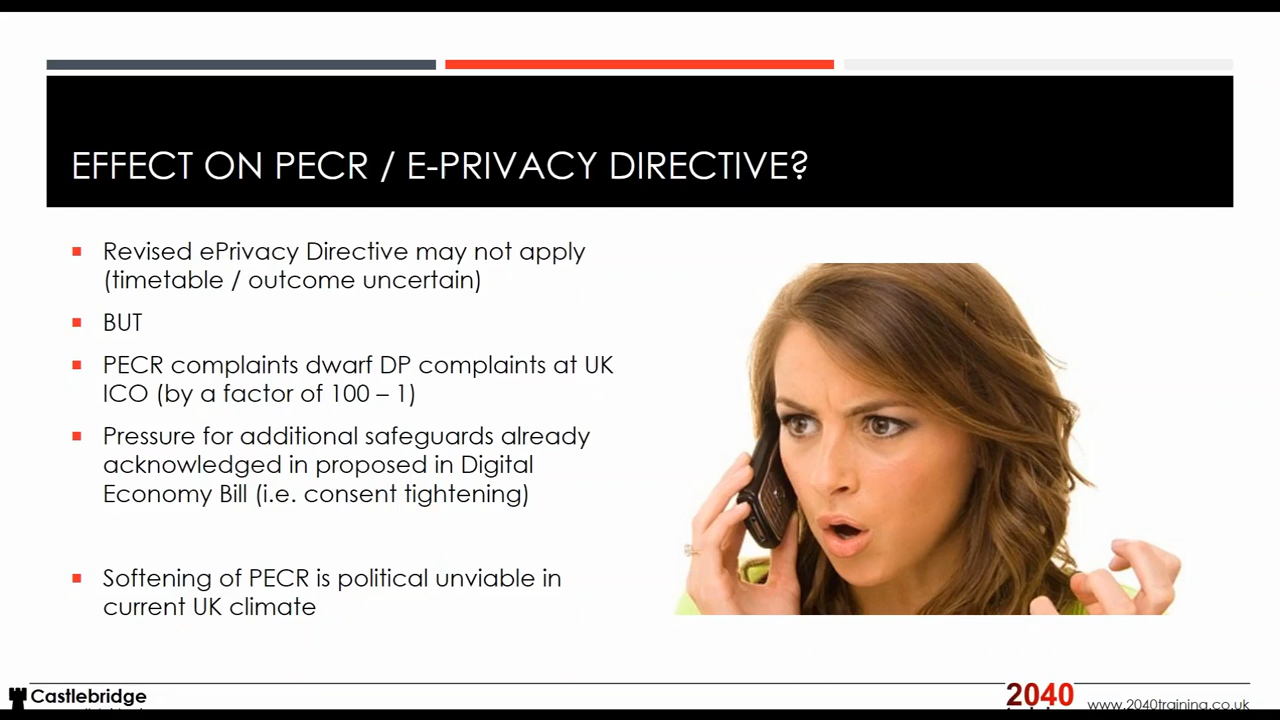 EFFECT ON PECR / E-PRIVACY DIRECTIVE?
Revised ePrivacy Directive may not apply
(timetable / outcome uncertain)
BUT
PECR complaints dwarf DP complaints at UK
ICO (by a factor of 100 – 1)
Pressure for additional safeguards already
acknowledged in proposed in Digital
Economy Bill (i.e. consent tightening)
Softening of PECR is political unviable in
current UK climate
Castlebridge
2040
www.2040training.co.uk